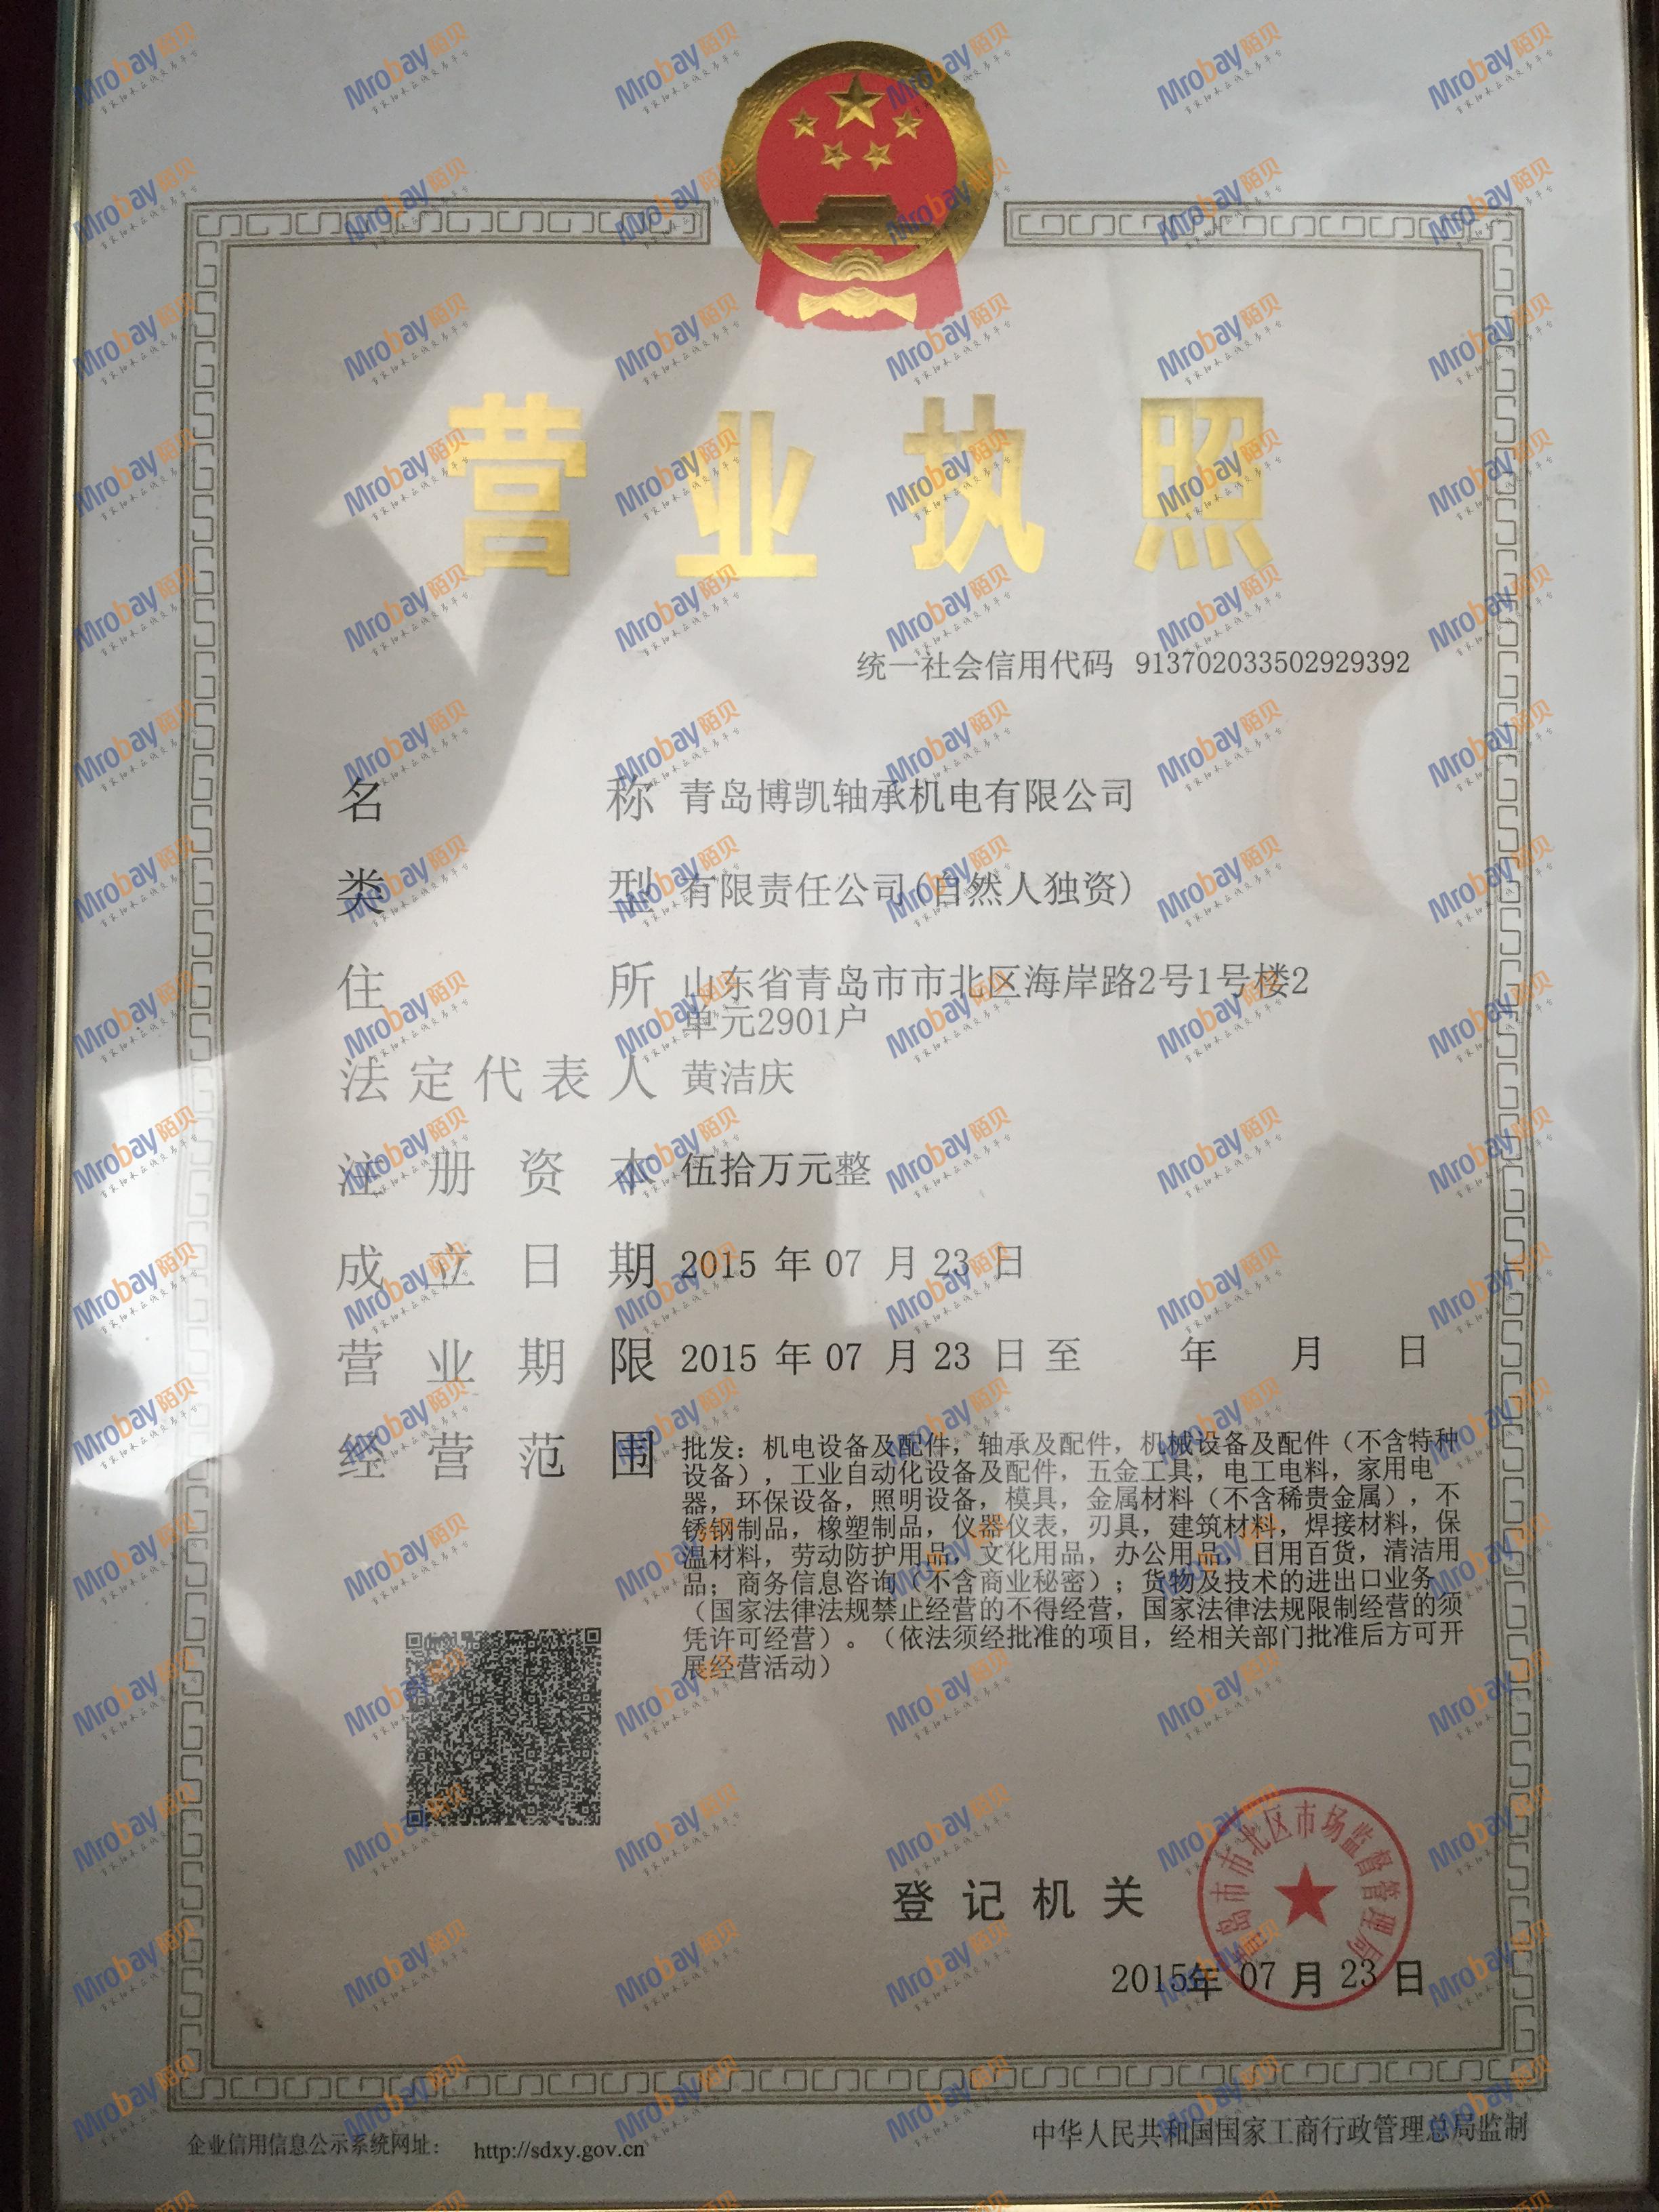 营业执照
统一社会信用代码 913702033502929392
名称 青岛博凯轴承机电有限公司
类型 有限责任公司(自然人独资)
住所 山东省青岛市市北区海岸路2号1号楼2
单元2901户
法定代表人 黄洁庆
注册资本 伍拾万元整
成立日期 2015 年 07 月 23 日
营业期限 2015 年 07 月 23 日 至 年 月 日
经营范围 批发：机电设备及配件，轴承及配件，机械设备及配件（不含特种
设备），工业自动化设备及配件，五金工具，电工电料，家用电
器，环保设备，照明设备，模具，金属材料（不含稀贵金属），不
锈钢制品，橡塑制品，仪器仪表，刃具，建筑材料，焊接材料，保
温材料，劳动防护用品，文化用品，办公用品，日用百货，清洁用
品；商务信息咨询（不含商业秘密）；货物及技术的进出口业务
（国家法律法规禁止经营的不得经营，国家法律法规限制经营的须
凭许可经营）。（依法须经批准的项目，经相关部门批准后方可开
展经营活动）
登记机关
青岛市市北区市场监督管理局
2015年 07 月 23 日
企业信用信息公示系统网址： http://sdxy.gov.cn
中华人民共和国国家工商行政管理总局监制
Mrobay陌贝